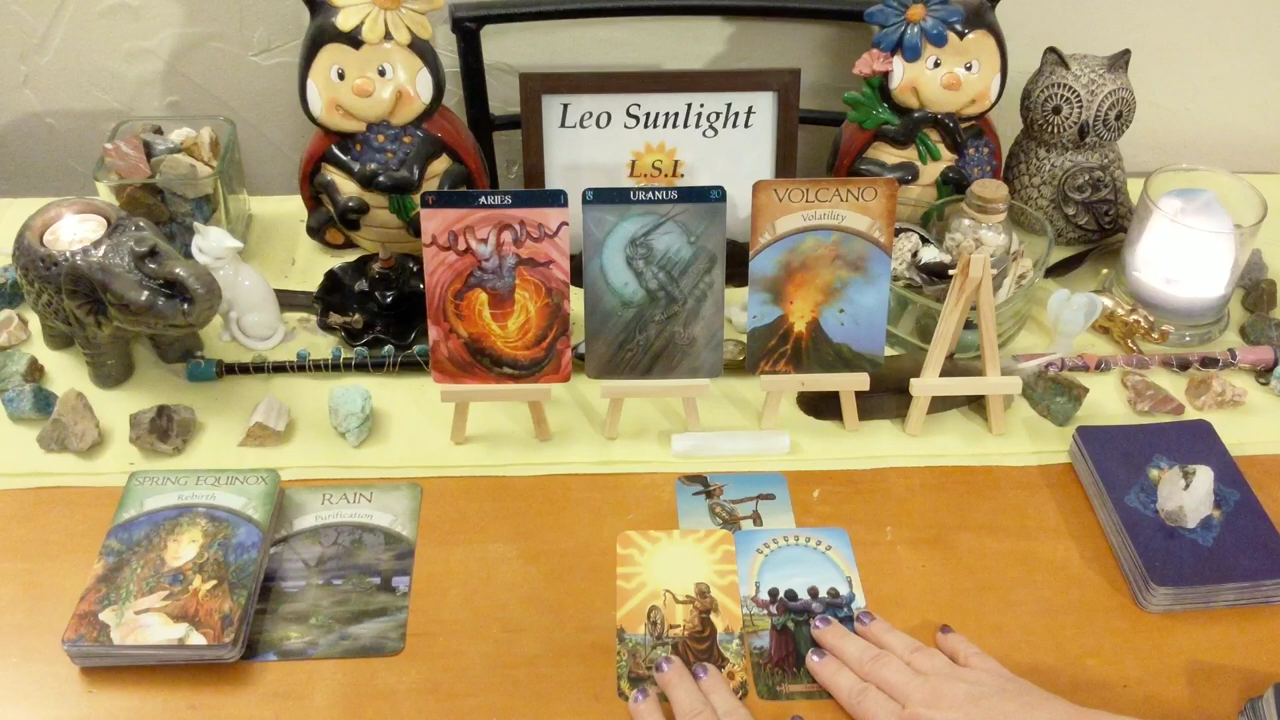 Leo Sunlight
L.S.I.
ARIES
1
URANUS
20
VOLCANO
Volatility
SPRING EQUINOX
Rebirth
RAIN
Purification